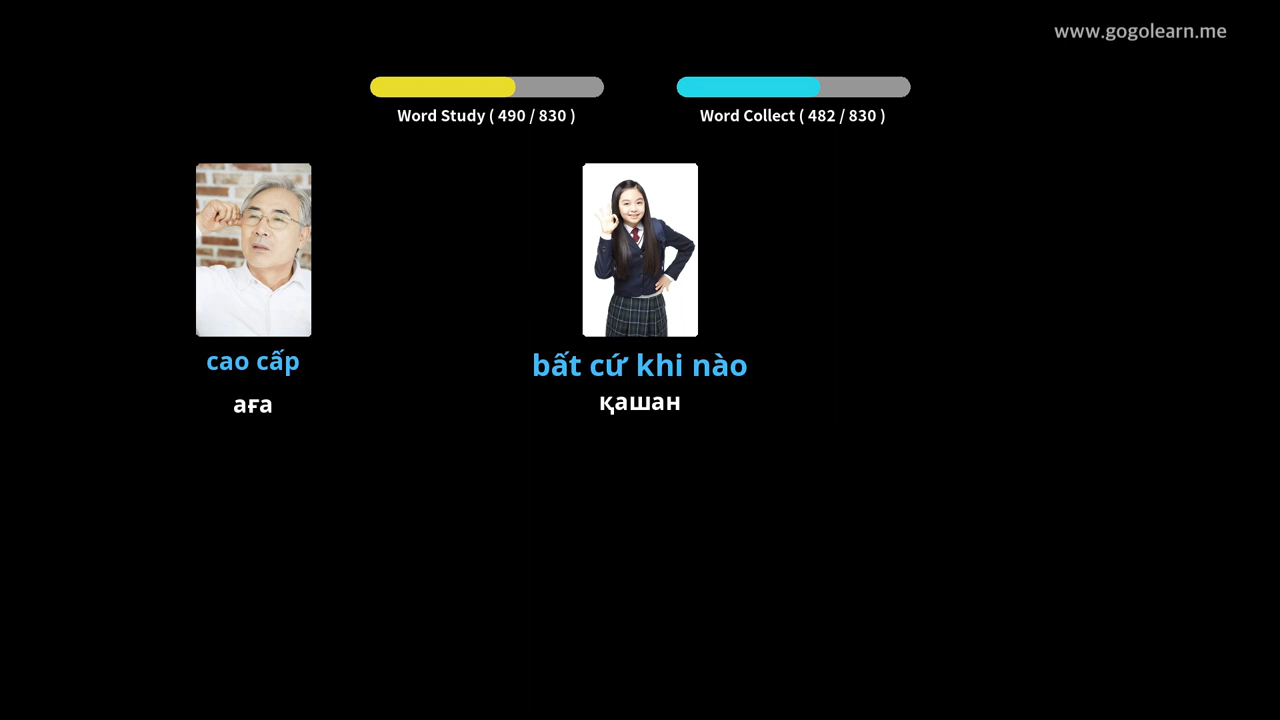 www.gogolearn.me
Word Study ( 490 / 830 )
Word Collect ( 482 / 830 )
cao cấp
аға
bất cứ khi nào
қашан